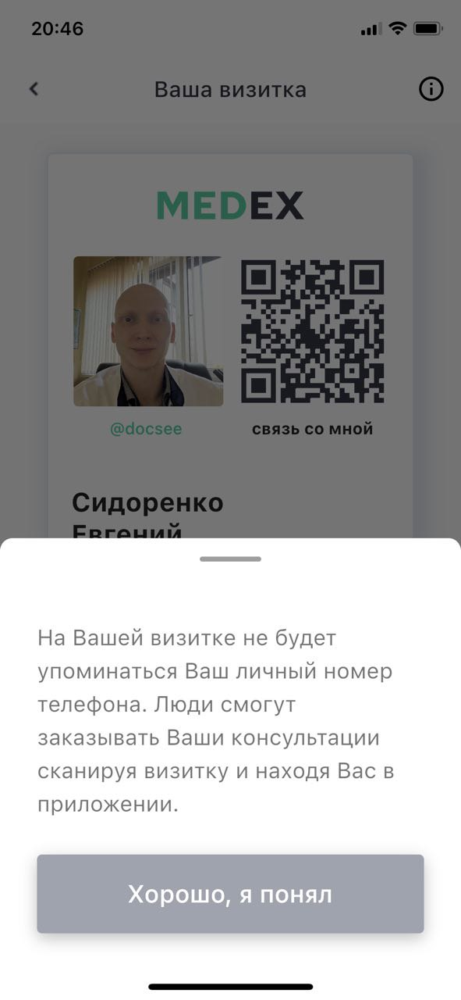 20:46
Ваша визитка
MEDEX
@docsee
связь со мной
Сидоренко
Евгений
На Вашей визитке не будет
упоминаться Ваш личный номер
телефона. Люди смогут
заказывать Ваши консультации
сканируя визитку и находя Вас в
приложении.
Хорошо, я понял